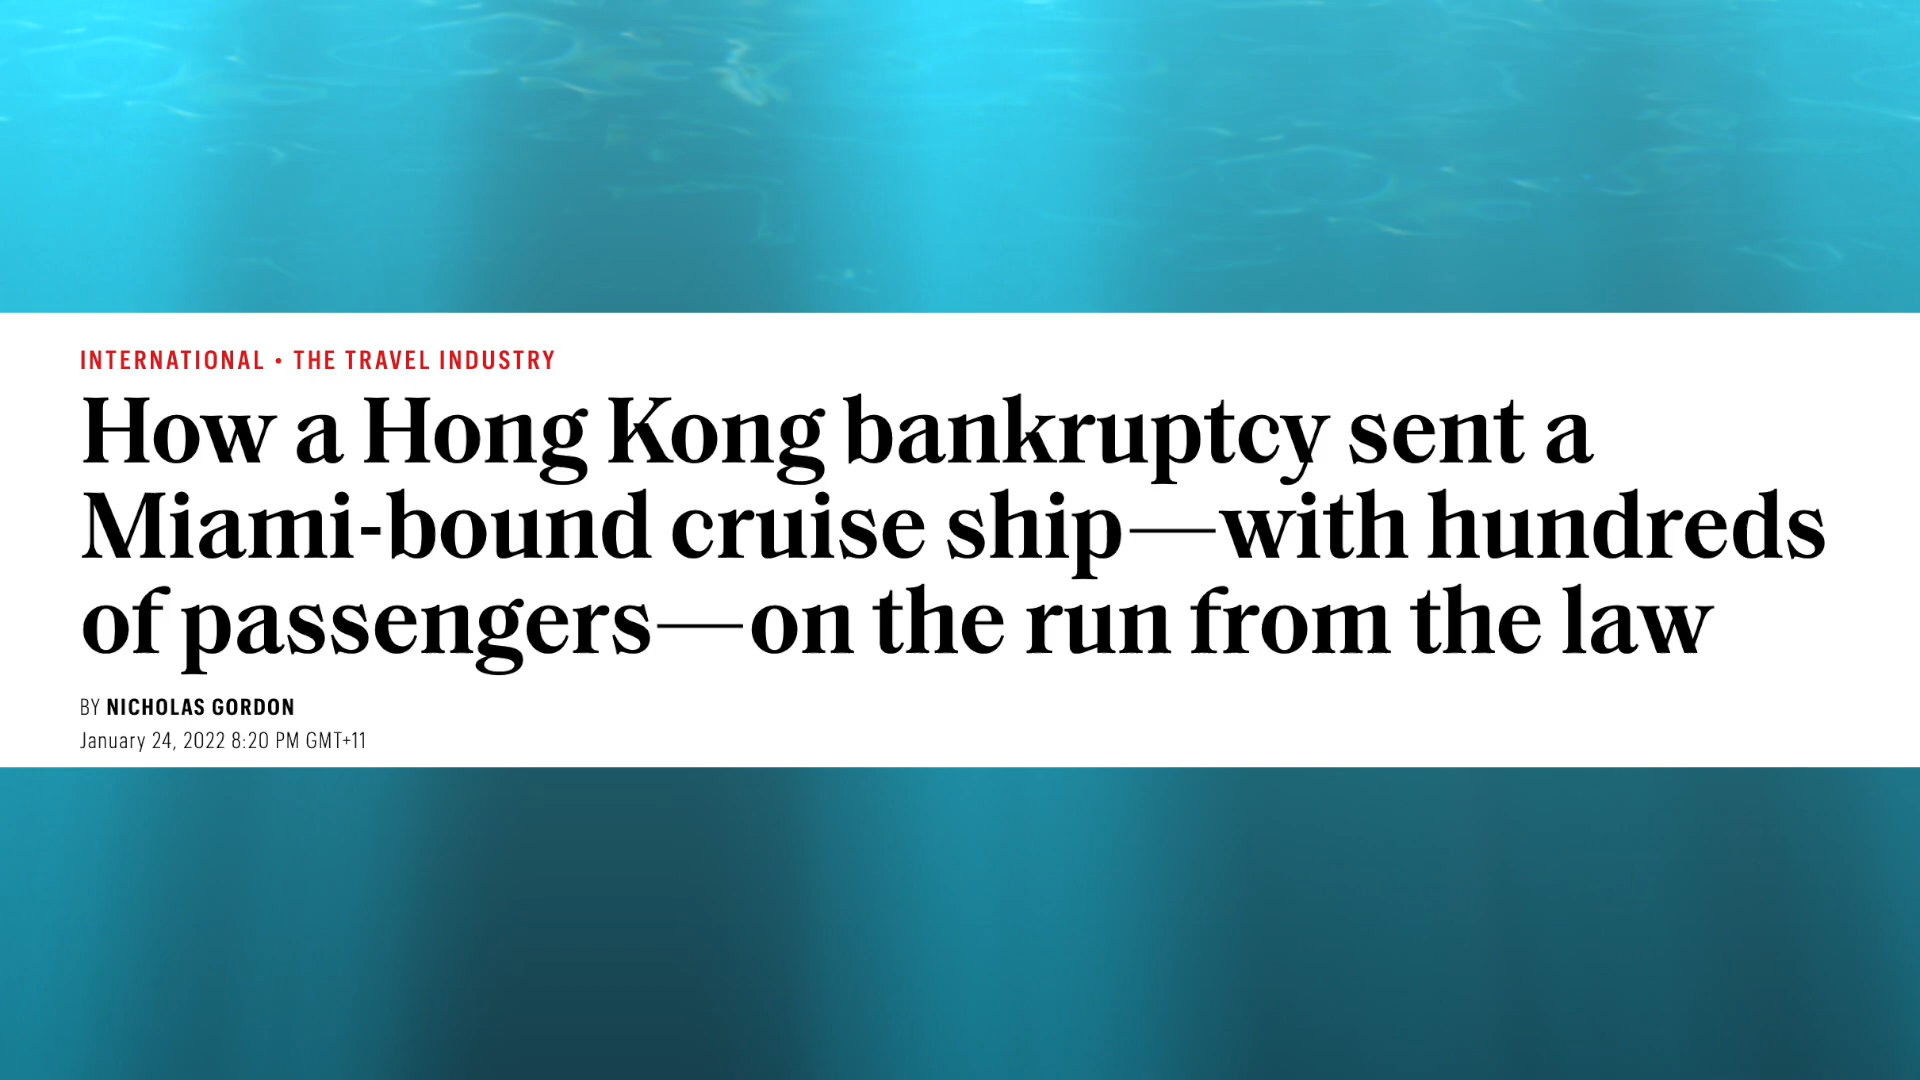 INTERNATIONAL • THE TRAVEL INDUSTRY
How a Hong Kong bankruptcy sent a
Miami-bound cruise ship—with hundreds
of passengers—on the run from the law
BY NICHOLAS GORDON
January 24, 2022 8:20 PM GMT+11